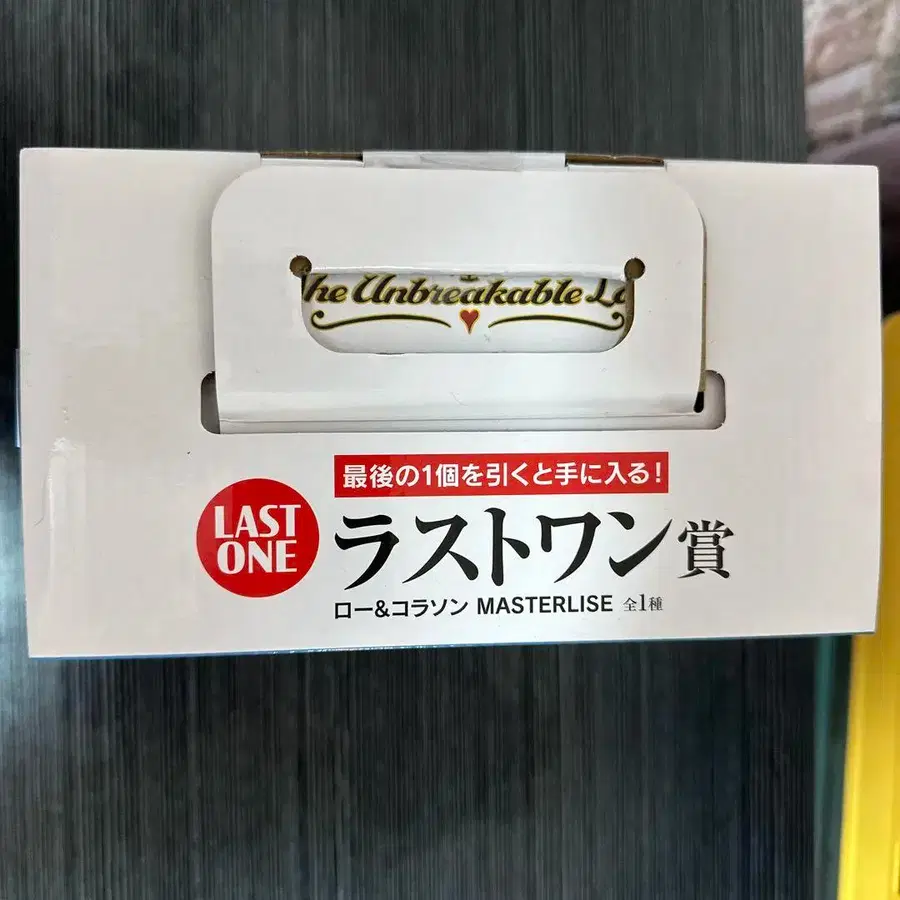 he Unbreakable L
最後の1個を引くと手に入る!
LAST
ONE
ラストワン賞
ロー&コラソン MASTERLISE 全1種